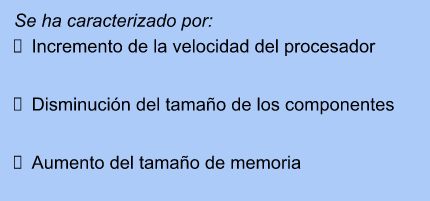 Se ha caracterizado por:
▯ Incremento de la velocidad del procesador
▯ Disminución del tamaño de los componentes
▯ Aumento del tamaño de memoria